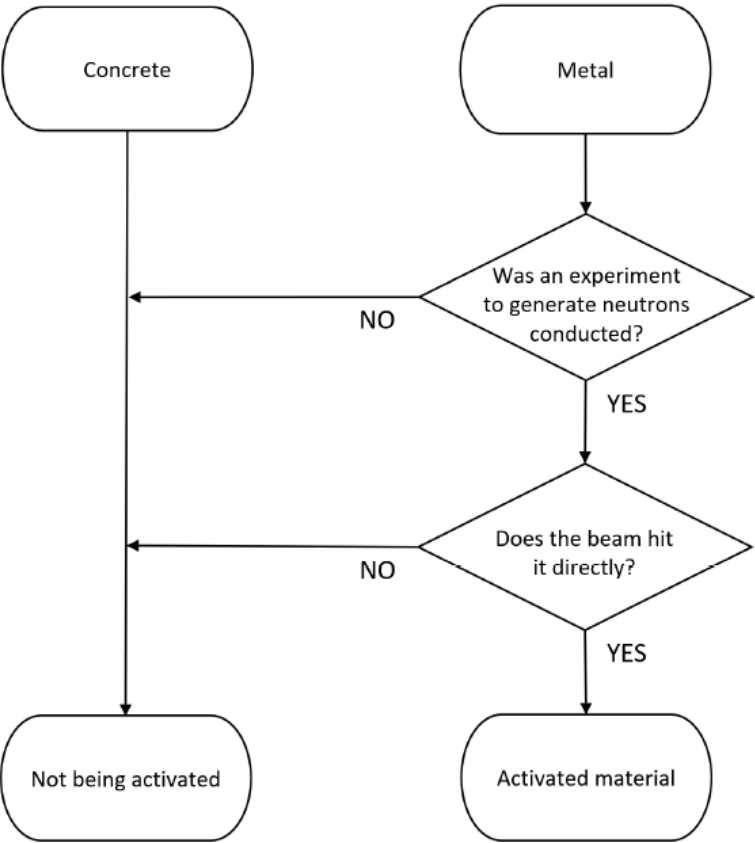 Concrete
Metal
Was an experiment
to generate neutrons
conducted?
NO
YES
Does the beam hit
it directly?
NO
YES
Not being activated
Activated material